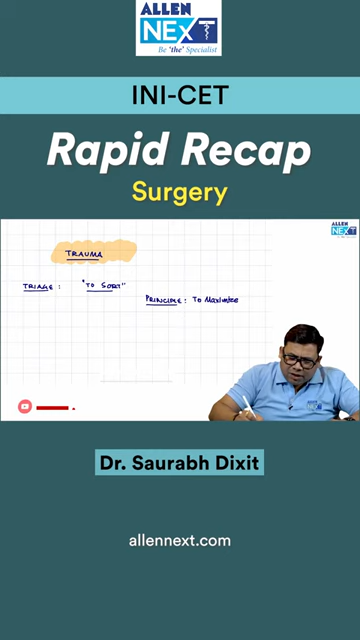 ALLEN
NEXT
Be 'the' Specialist
INI-CET
Rapid Recap
Surgery
ALLEN
NEXT
TRAUMA
TRIAGE : "TO SORT"
PRINCIPLE : To Maximize
Dr. Saurabh Dixit
allennext.com